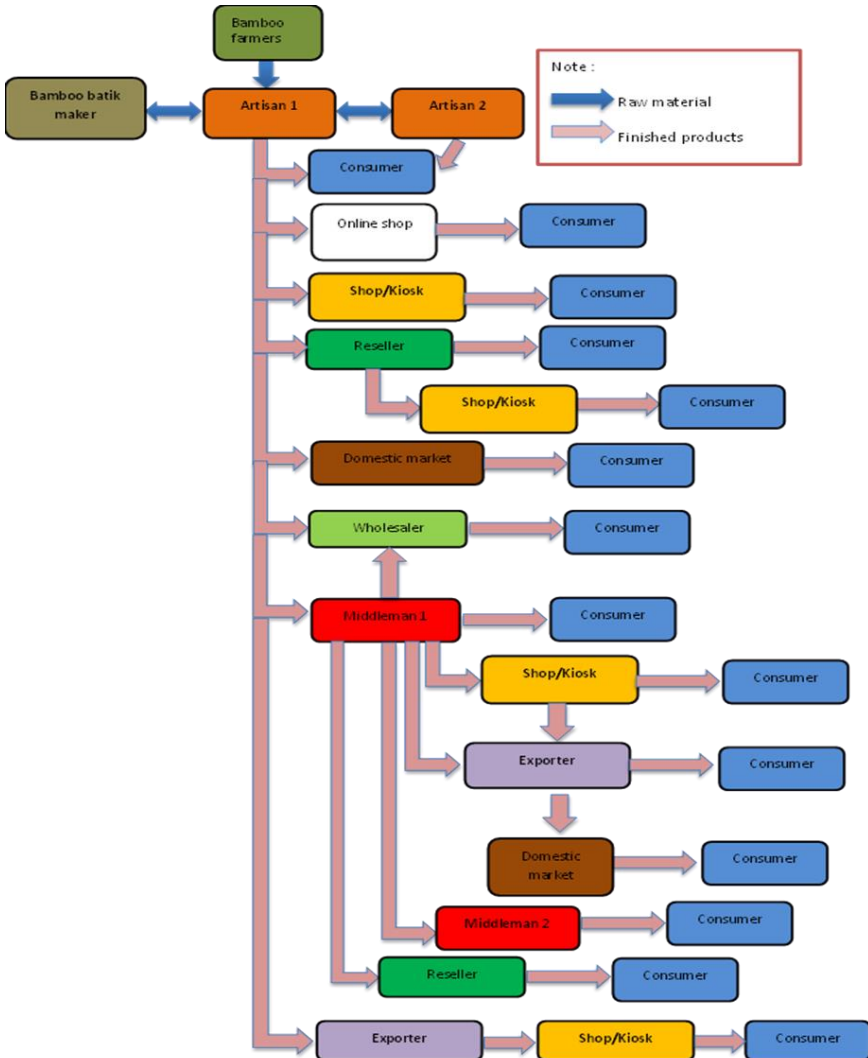 Bamboo
farmers
Bamboo batik
maker
Artisan 1
Artisan 2
Note :
Raw material
Finished products
Consumer
Online shop
Consumer
Shop/Kiosk
Consumer
Reseller
Consumer
Shop/Kiosk
Consumer
Domestic market
Consumer
Wholesaler
Consumer
Middleman 1
Consumer
Shop/Kiosk
Consumer
Exporter
Consumer
Domestic
market
Consumer
Middleman 2
Consumer
Reseller
Consumer
Exporter
Shop/Kiosk
Consumer